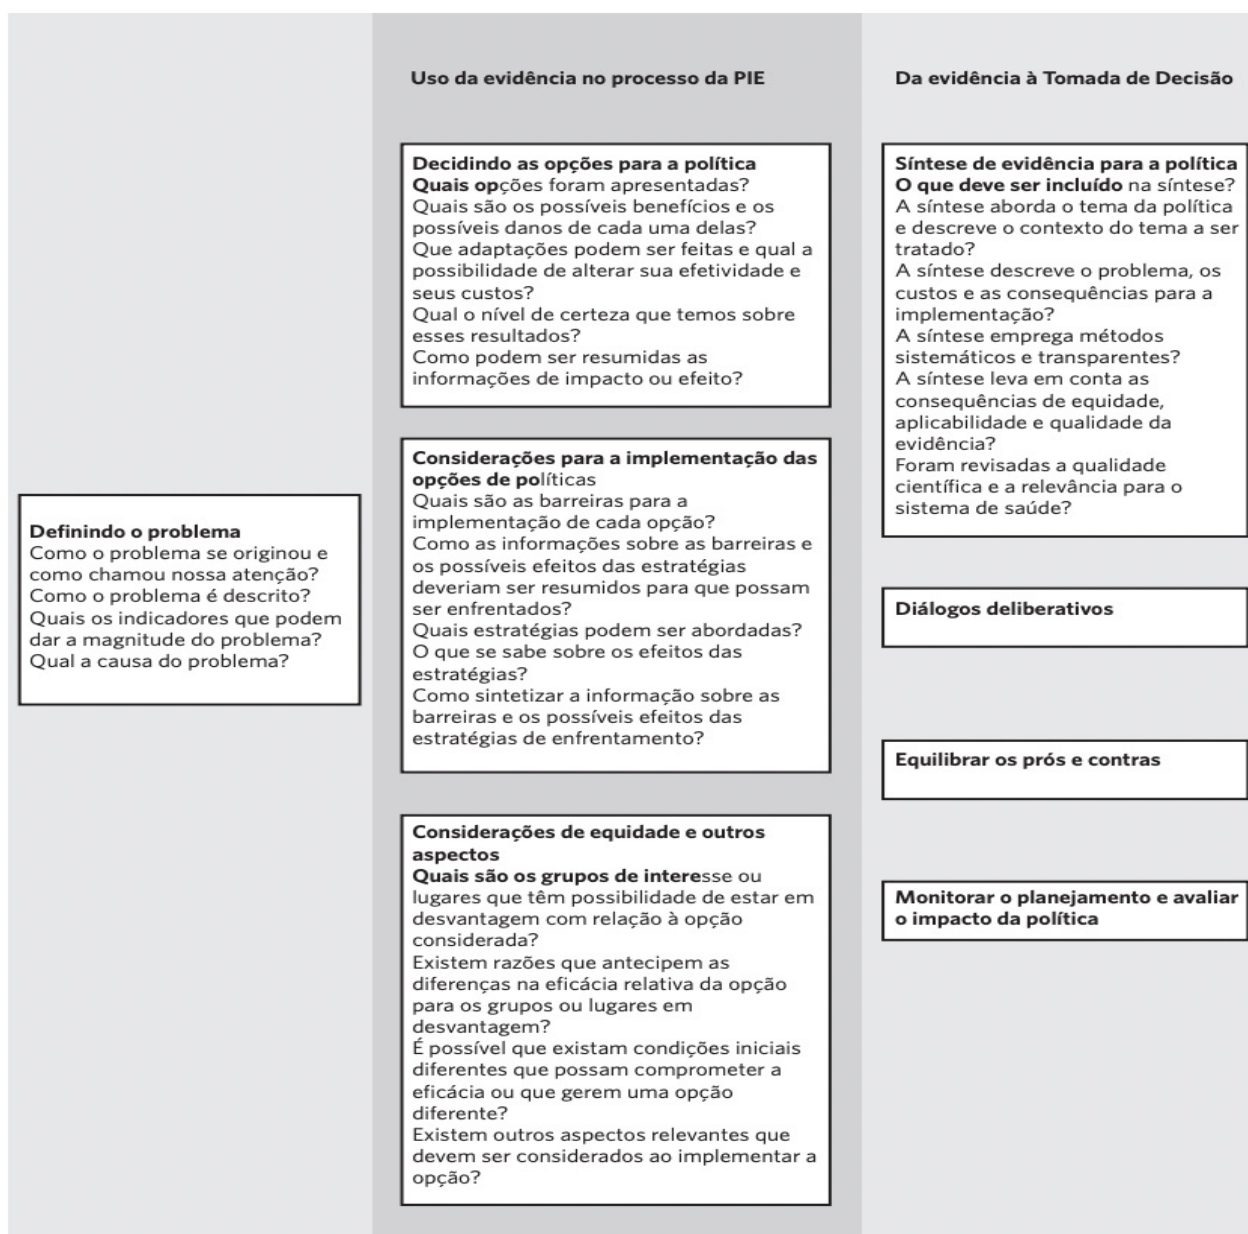 Definindo o problema
Como o problema se originou e
como chamou nossa atenção?
Como o problema é descrito?
Quais os indicadores que podem
dar a magnitude do problema?
Qual a causa do problema?
Uso da evidência no processo da PIE
Decidindo as opções para a política
Quais opções foram apresentadas?
Quais são os possíveis benefícios e os
possíveis danos de cada uma delas?
Que adaptações podem ser feitas e qual a
possibilidade de alterar sua efetividade e
seus custos?
Qual o nível de certeza que temos sobre
esses resultados?
Como podem ser resumidas as
informações de impacto ou efeito?
Considerações para a implementação das
opções de políticas
Quais são as barreiras para a
implementação de cada opção?
Como as informações sobre as barreiras e
os possíveis efeitos das estratégias
deveriam ser resumidos para que possam
ser enfrentados?
Quais estratégias podem ser abordadas?
O que se sabe sobre os efeitos das
estratégias?
Como sintetizar a informação sobre as
barreiras e os possíveis efeitos das
estratégias de enfrentamento?
Considerações de equidade e outros
aspectos
Quais são os grupos de interesse ou
lugares que têm possibilidade de estar em
desvantagem com relação à opção
considerada?
Existem razões que antecipem as
diferenças na eficácia relativa da opção
para os grupos ou lugares em
desvantagem?
É possível que existam condições iniciais
diferentes que possam comprometer a
eficácia ou que gerem uma opção
diferente?
Existem outros aspectos relevantes que
devem ser considerados ao implementar a
opção?
Da evidência à Tomada de Decisão
Síntese de evidência para a política
O que deve ser incluído na síntese?
A síntese aborda o tema da política
e descreve o contexto do tema a ser
tratado?
A síntese descreve o problema, os
custos e as consequências para a
implementação?
A síntese emprega métodos
sistemáticos e transparentes?
A síntese leva em conta as
consequências de equidade,
aplicabilidade e qualidade da
evidência?
Foram revisadas a qualidade
científica e a relevância para o
sistema de saúde?
Diálogos deliberativos
Equilibrar os prós e contras
Monitorar o planejamento e avaliar
o impacto da política